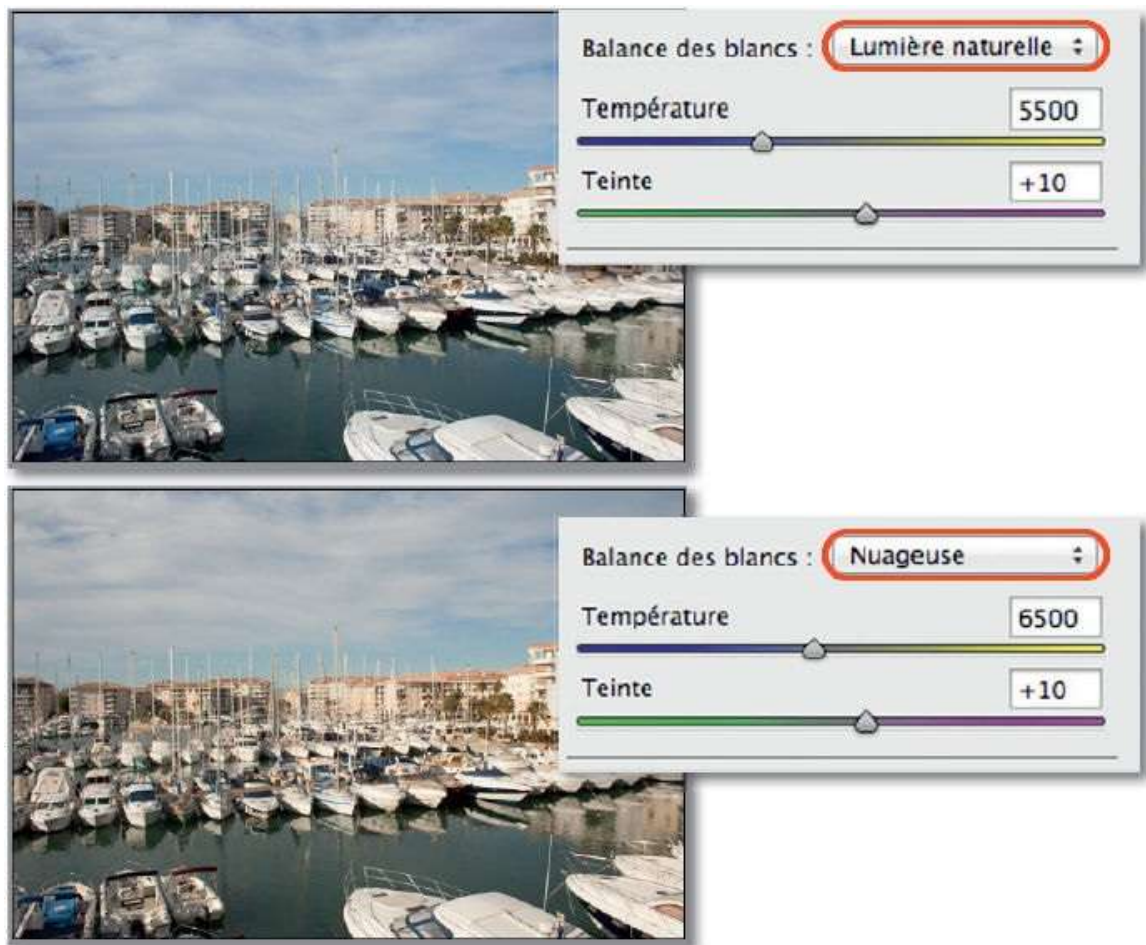 Balance des blancs : Lumière naturelle
Température 5500
Teinte +10
Balance des blancs : Nuageuse
Température 6500
Teinte +10